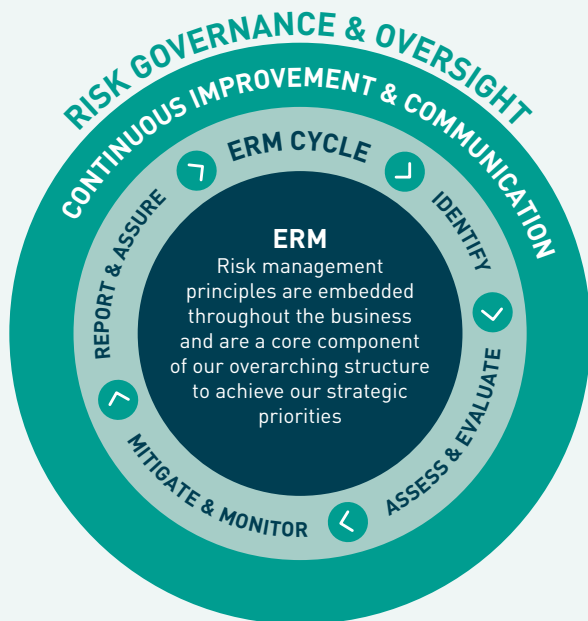 RISK GOVERNANCE & OVERSIGHT
CONTINUOUS IMPROVEMENT & COMMUNICATION
ERM CYCLE
IDENTIFY
ASSESS & EVALUATE
MITIGATE & MONITOR
REPORT & ASSURE
ERM
Risk management
principles are embedded
throughout the business
and are a core component
of our overarching structure
to achieve our strategic
priorities